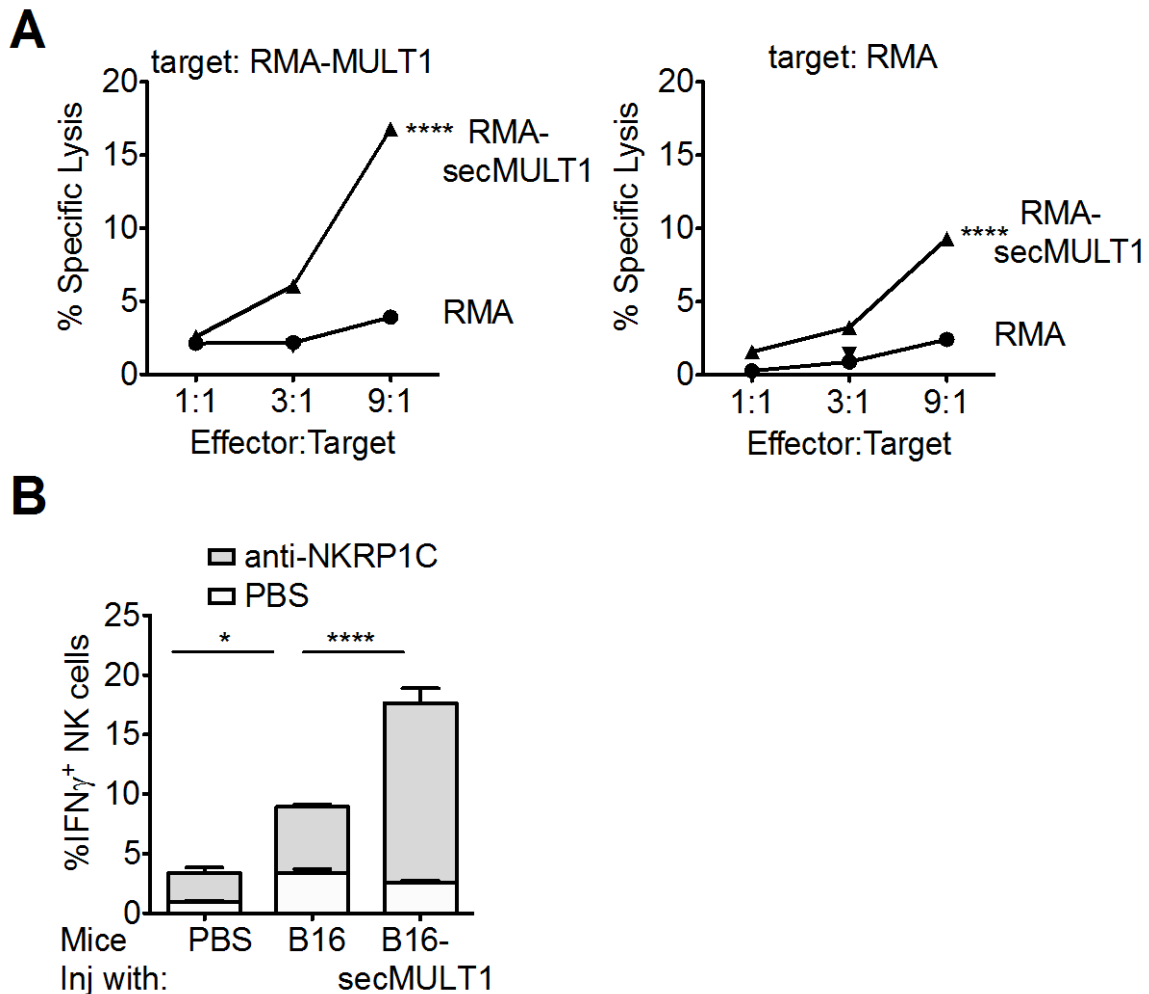 A
target: RMA-MULT1
% Specific Lysis
20
15
10
5
0
**** RMA-
secMULT1
RMA
1:1 3:1 9:1
Effector:Target
target: RMA
% Specific Lysis
20
15
10
5
0
**** RMA-
secMULT1
RMA
1:1 3:1 9:1
Effector:Target
B
anti-NKRP1C
PBS
%IFNγ⁺ NK cells
25
20
15
10
5
0
* ****
Mice PBS B16 B16-
Inj with: secMULT1